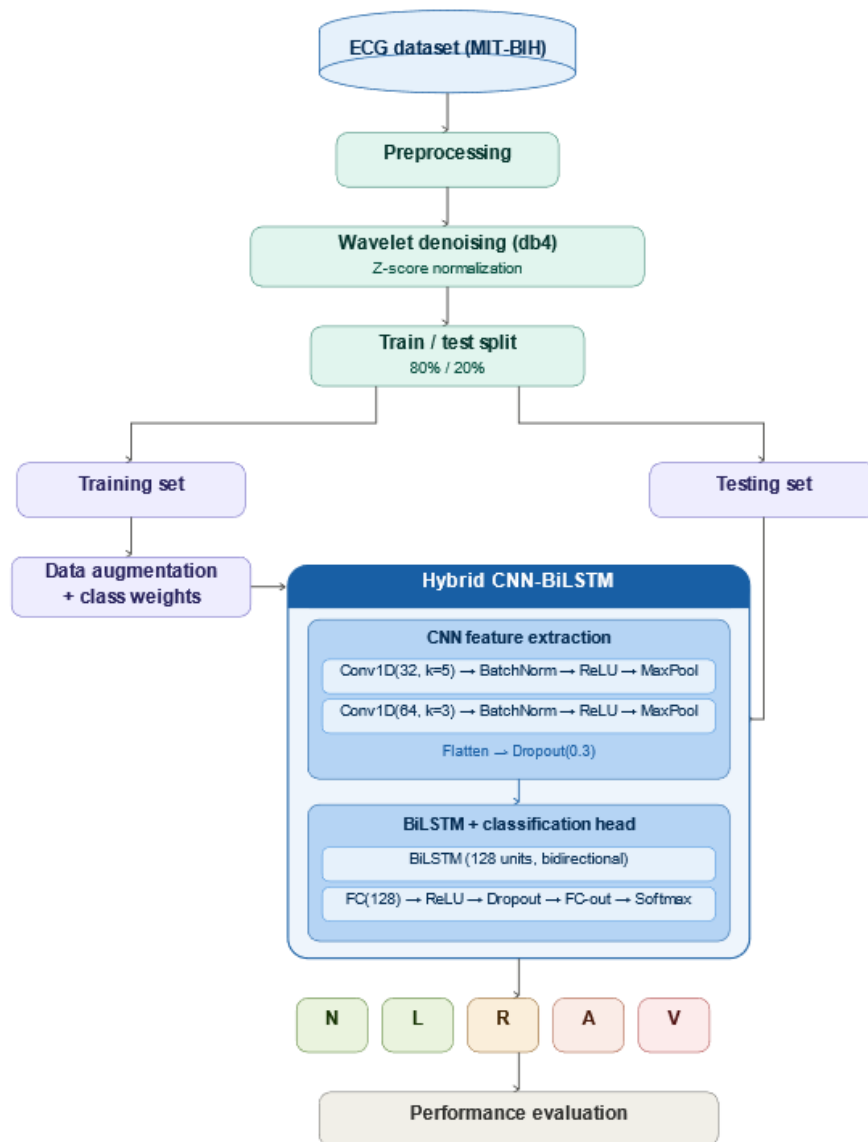 ECG dataset (MIT-BIH)
Preprocessing
Wavelet denoising (db4)
Z-score normalization
Train / test split
80% / 20%
Training set
Testing set
Data augmentation
+ class weights
Hybrid CNN-BiLSTM
CNN feature extraction
Conv1D(32, k=5) → BatchNorm → ReLU → MaxPool
Conv1D(64, k=3) → BatchNorm → ReLU → MaxPool
Flatten → Dropout(0.3)
BiLSTM + classification head
BiLSTM (128 units, bidirectional)
FC(128) → ReLU → Dropout → FC-out → Softmax
N L R A V
Performance evaluation